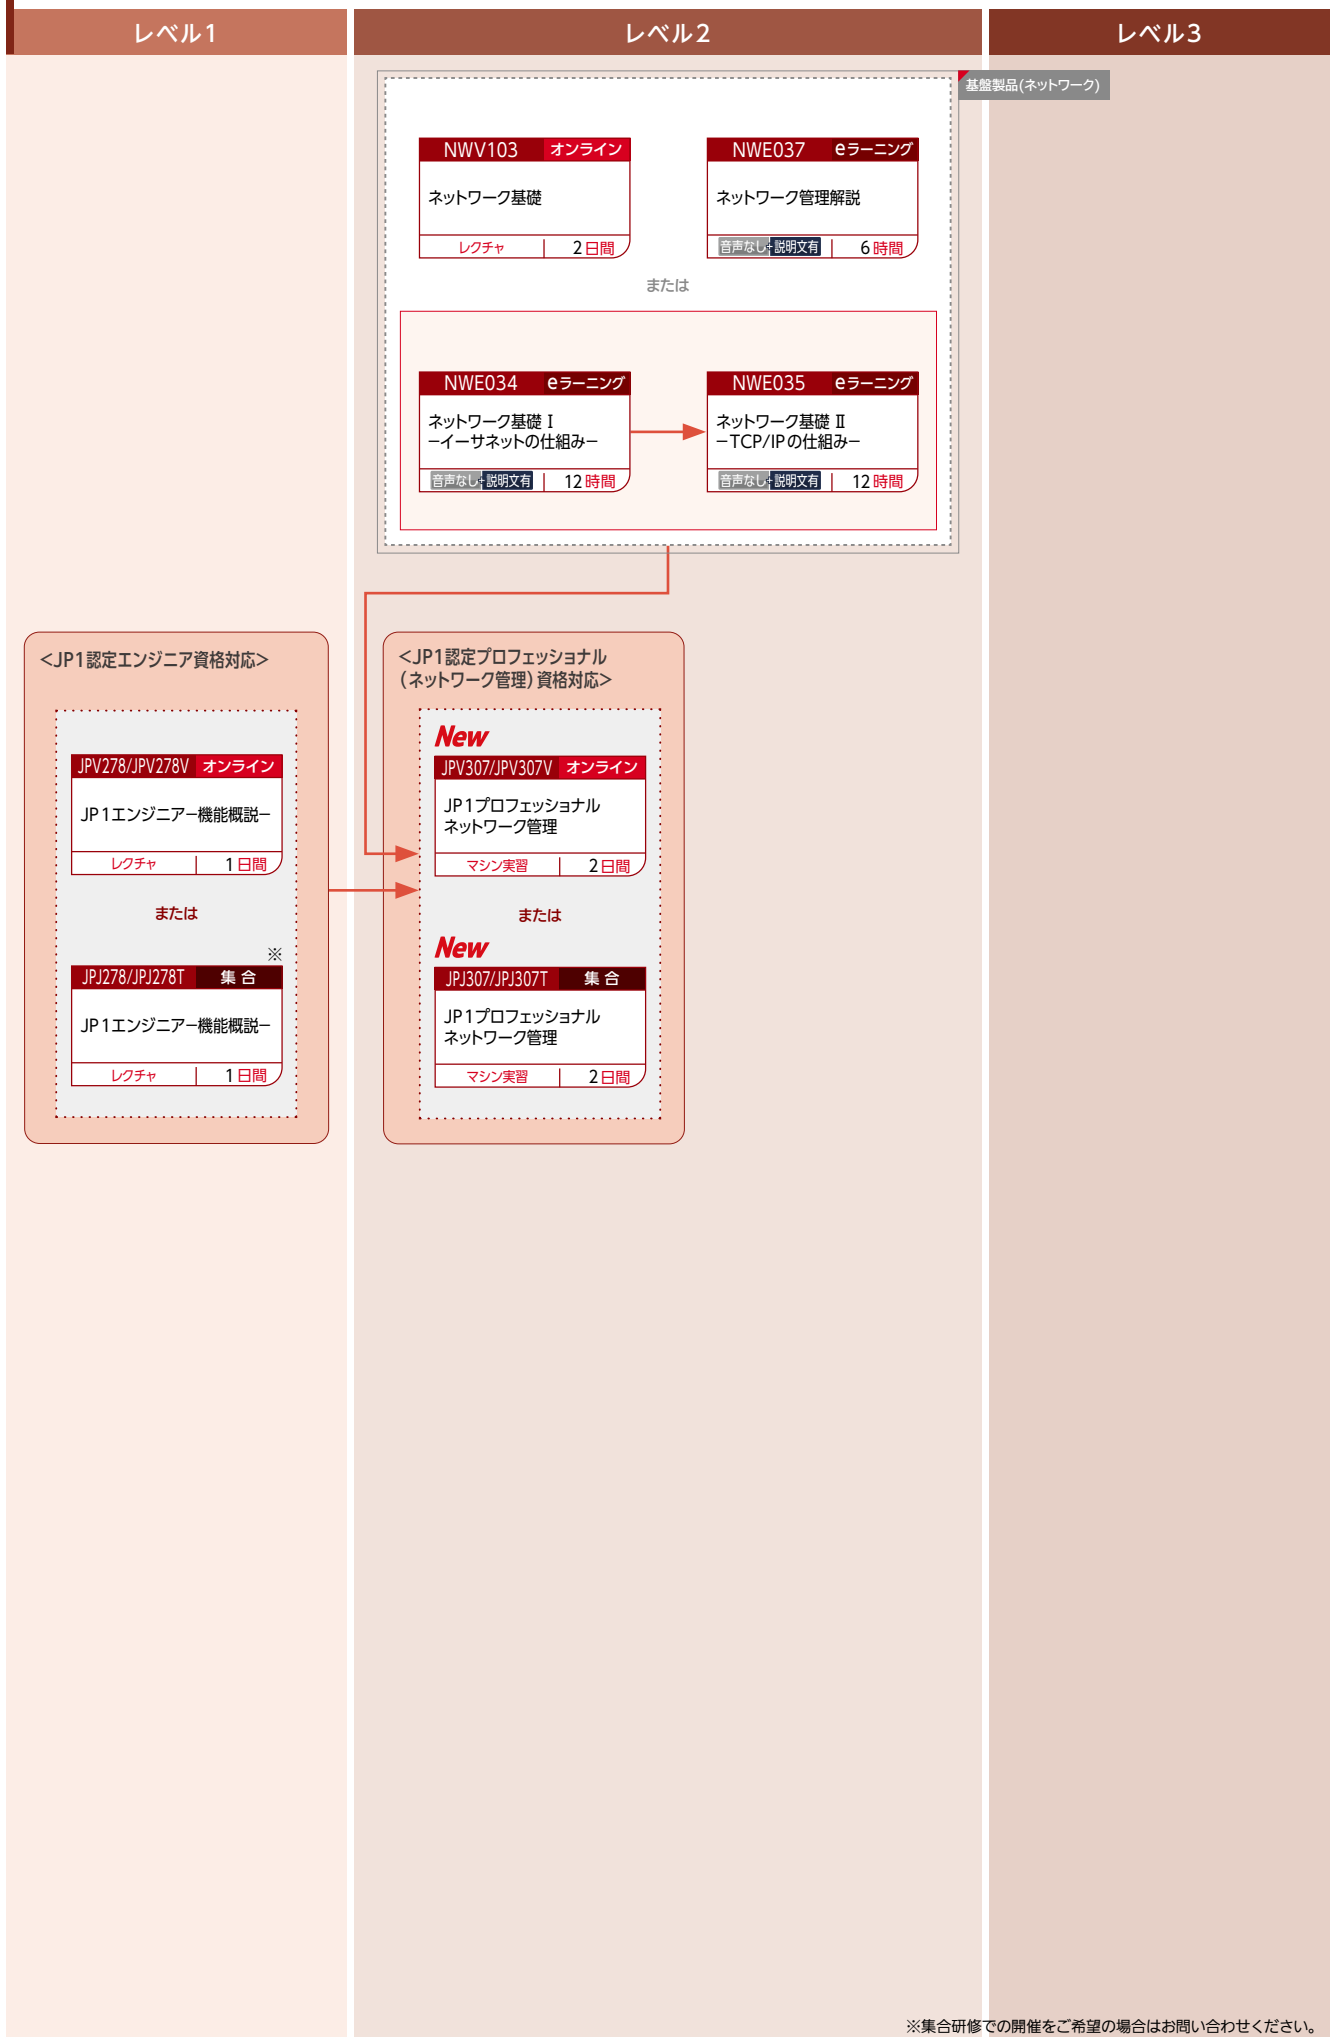 レベル1
レベル2
レベル3
基盤製品(ネットワーク)
NWV103 オンライン
ネットワーク基礎
レクチャ 2日間
NWE037 eラーニング
ネットワーク管理解説
音声なし+説明文有 6時間
または
NWE034 eラーニング
ネットワーク基礎 Ⅰ
−イーサネットの仕組み−
音声なし+説明文有 12時間
NWE035 eラーニング
ネットワーク基礎 Ⅱ
−TCP/IPの仕組み−
音声なし+説明文有 12時間
<JP1認定エンジニア資格対応>
JPV278/JPV278V オンライン
JP1エンジニア−機能概説−
レクチャ 1日間
または
※
JPJ278/JPJ278T 集合
JP1エンジニア−機能概説−
レクチャ 1日間
<JP1認定プロフェッショナル
(ネットワーク管理)資格対応>
New
JPV307/JPV307V オンライン
JP1プロフェッショナル
ネットワーク管理
マシン実習 2日間
または
New
JPJ307/JPJ307T 集合
JP1プロフェッショナル
ネットワーク管理
マシン実習 2日間
※集合研修での開催をご希望の場合はお問い合わせください。